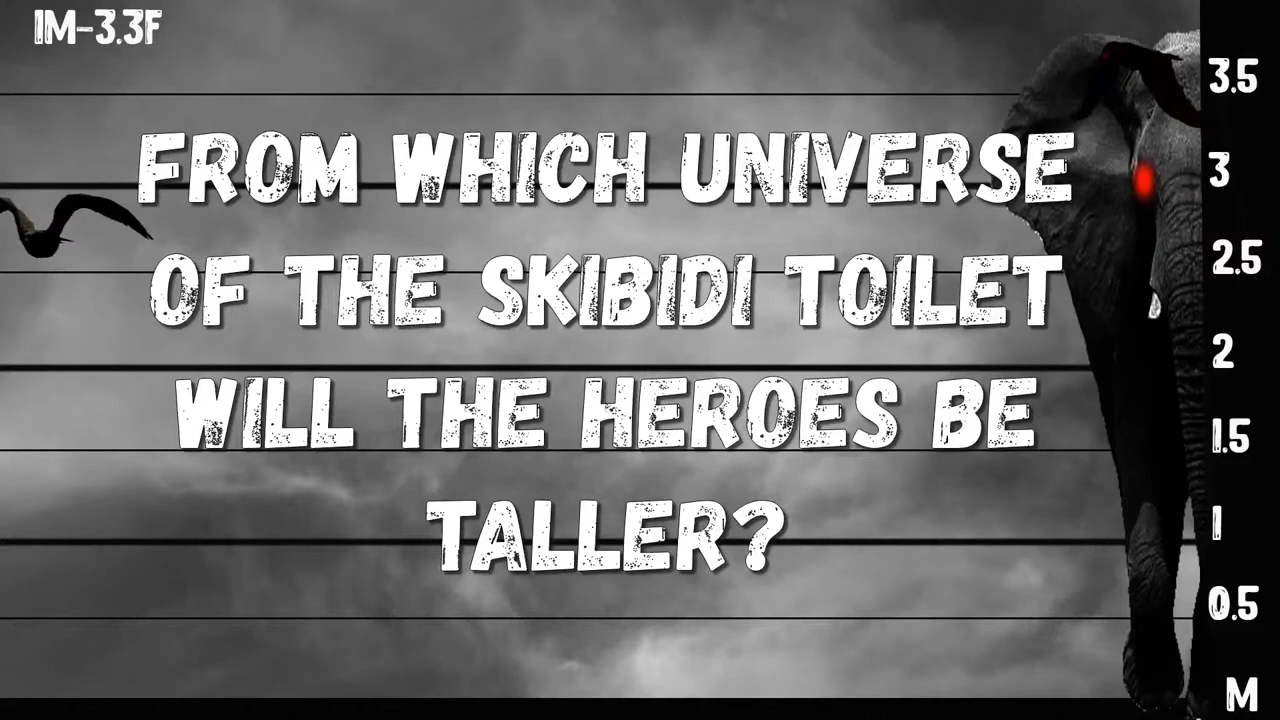 1M-3.3F
FROM WHICH UNIVERSE
OF THE SKIBIDI TOILET
WILL THE HEROES BE
TALLER?
3.5
3
2.5
2
1.5
1
0.5
M